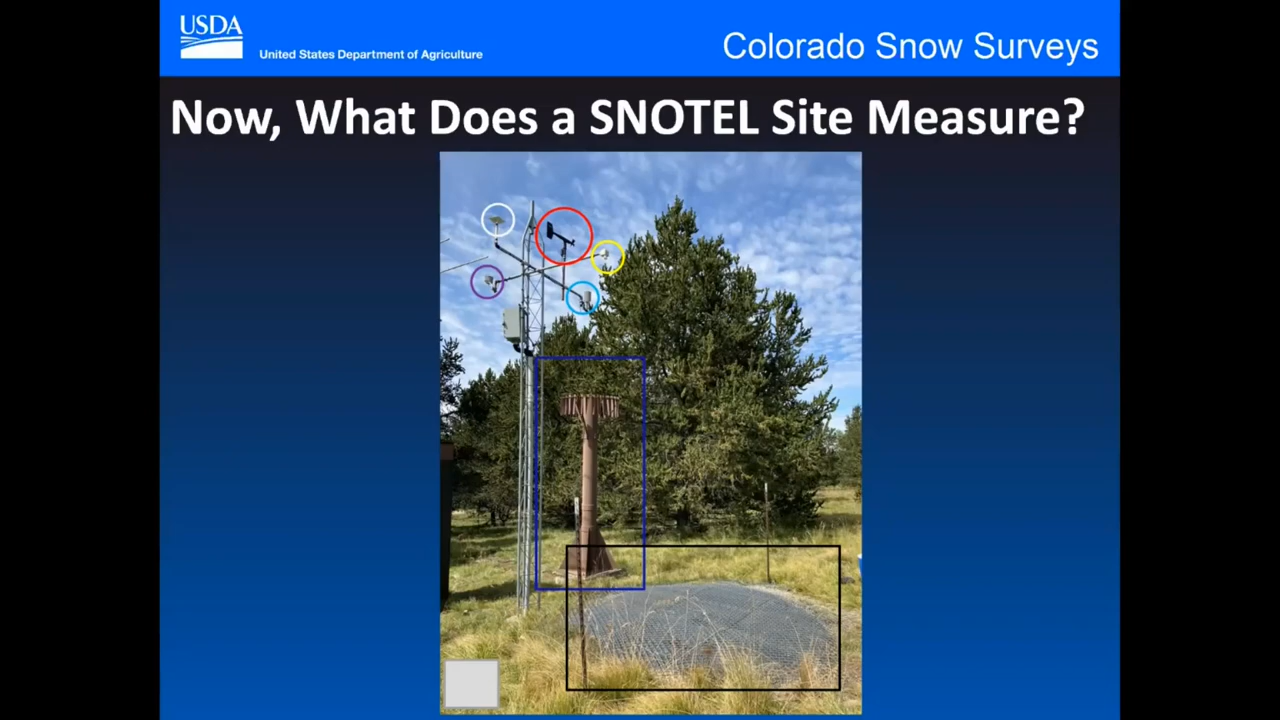 USDA
United States Department of Agriculture
Colorado Snow Surveys
Now, What Does a SNOTEL Site Measure?